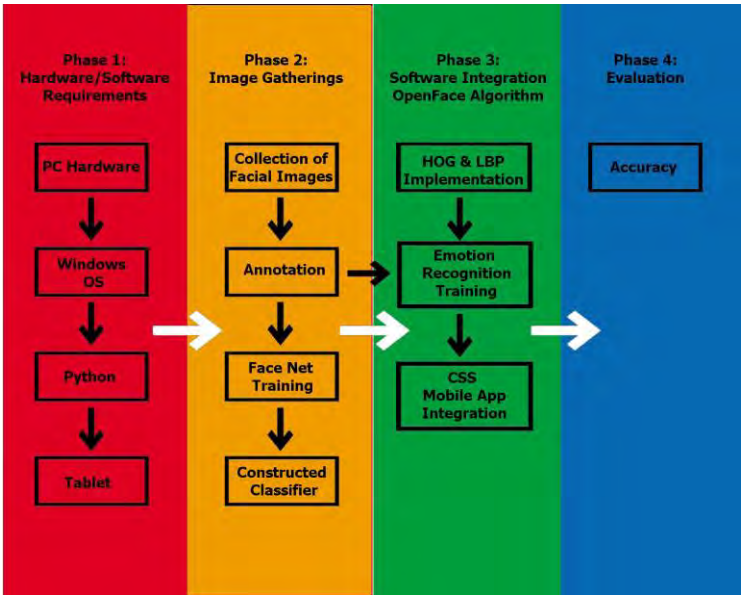 Phase 1:
Hardware/Software
Requirements
PC Hardware
Windows
OS
Python
Tablet
Phase 2:
Image Gatherings
Collection of
Facial Images
Annotation
Face Net
Training
Constructed
Classifier
Phase 3:
Software Integration
OpenFace Algorithm
HOG & LBP
Implementation
Emotion
Recognition
Training
CSS
Mobile App
Integration
Phase 4:
Evaluation
Accuracy